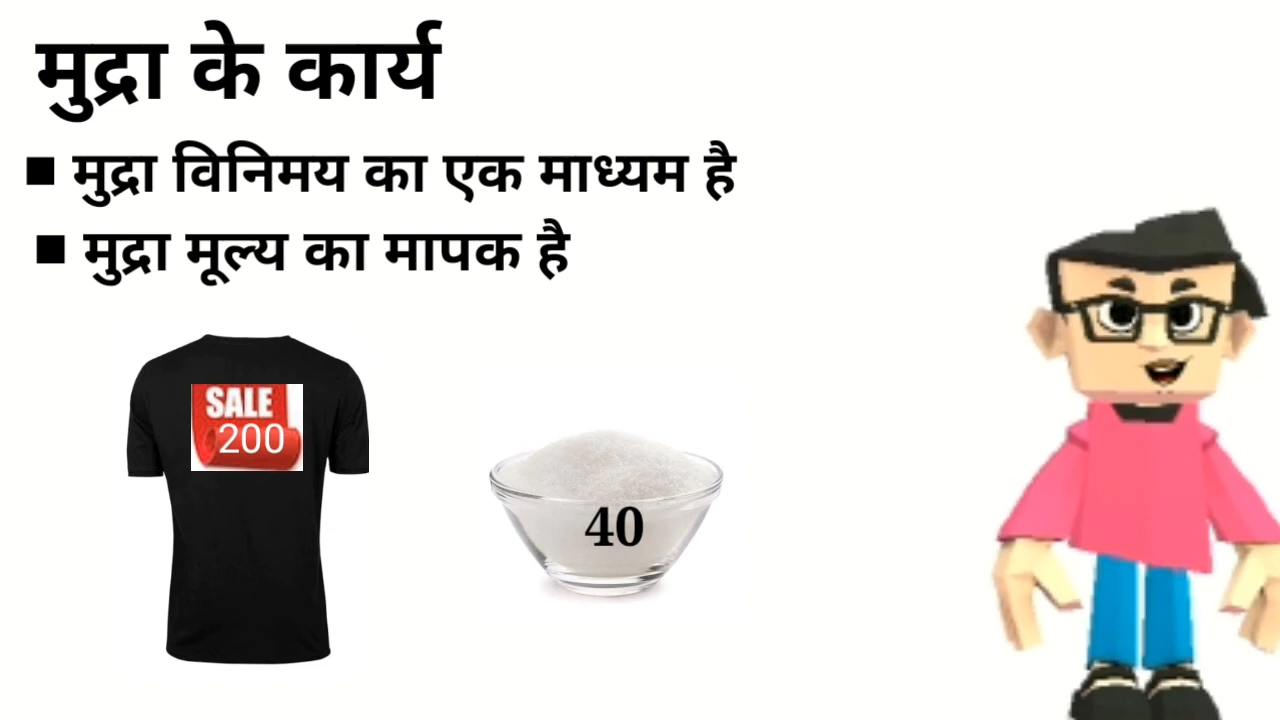 मुद्रा के कार्य
■ मुद्रा विनिमय का एक माध्यम है
■ मुद्रा मूल्य का मापक है
SALE
200
40